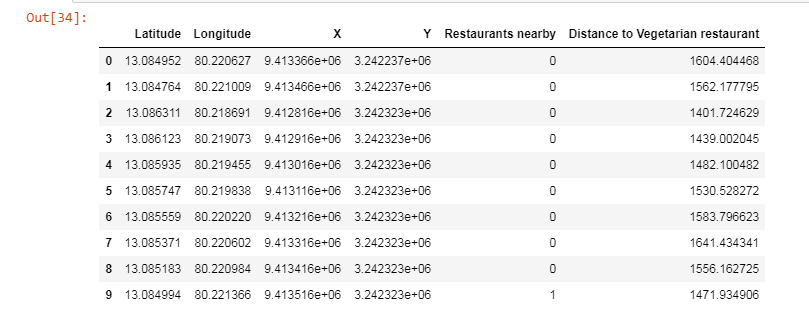 Out[34]:
Latitude Longitude X Y Restaurants nearby Distance to Vegetarian restaurant
0 13.084952 80.220627 9.413366e+06 3.242237e+06 0 1604.404468
1 13.084764 80.221009 9.413466e+06 3.242237e+06 0 1562.177795
2 13.086311 80.218691 9.412816e+06 3.242323e+06 0 1401.724629
3 13.086123 80.219073 9.412916e+06 3.242323e+06 0 1439.002045
4 13.085935 80.219455 9.413016e+06 3.242323e+06 0 1482.100482
5 13.085747 80.219838 9.413116e+06 3.242323e+06 0 1530.528272
6 13.085559 80.220220 9.413216e+06 3.242323e+06 0 1583.796623
7 13.085371 80.220602 9.413316e+06 3.242323e+06 0 1641.434341
8 13.085183 80.220984 9.413416e+06 3.242323e+06 0 1556.162725
9 13.084994 80.221366 9.413516e+06 3.242323e+06 1 1471.934906